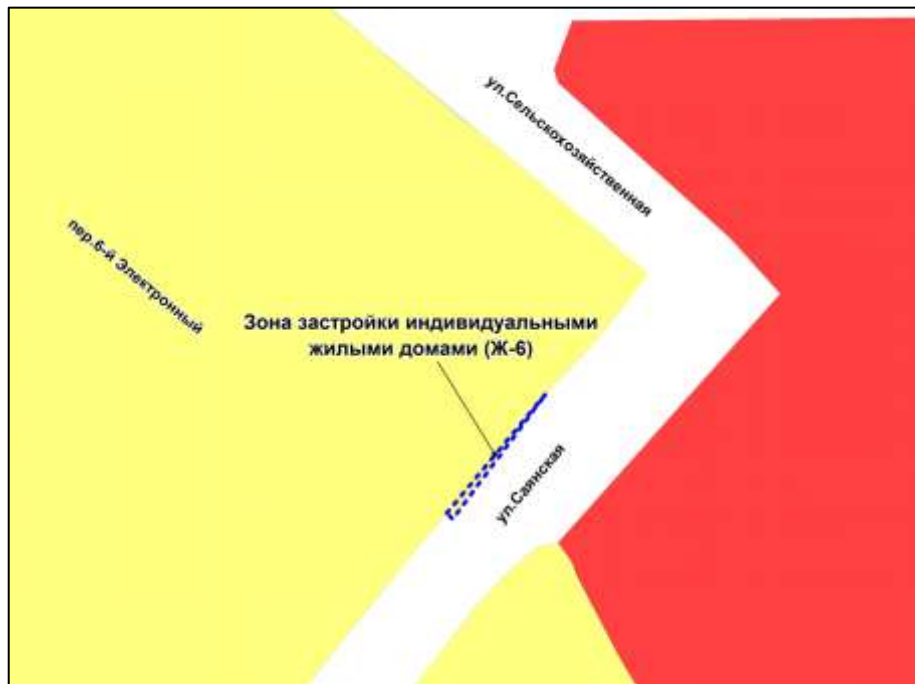 ул.Сельскохозяйственная
пер.6-й Электронный
Зона застройки индивидуальными
жилыми домами (Ж-6)
ул.Саянская